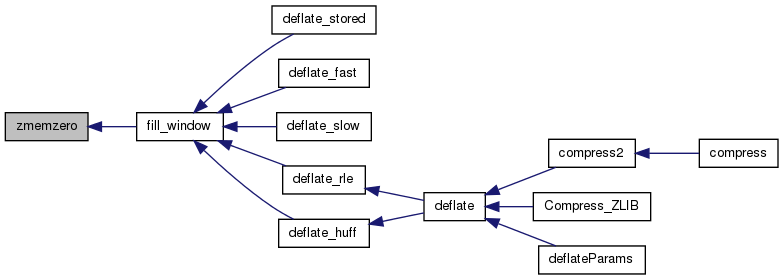 deflate_stored
deflate_fast
zmemzero
fill_window
deflate_slow
compress2
compress
deflate_rle
deflate
Compress_ZLIB
deflate_huff
deflateParams